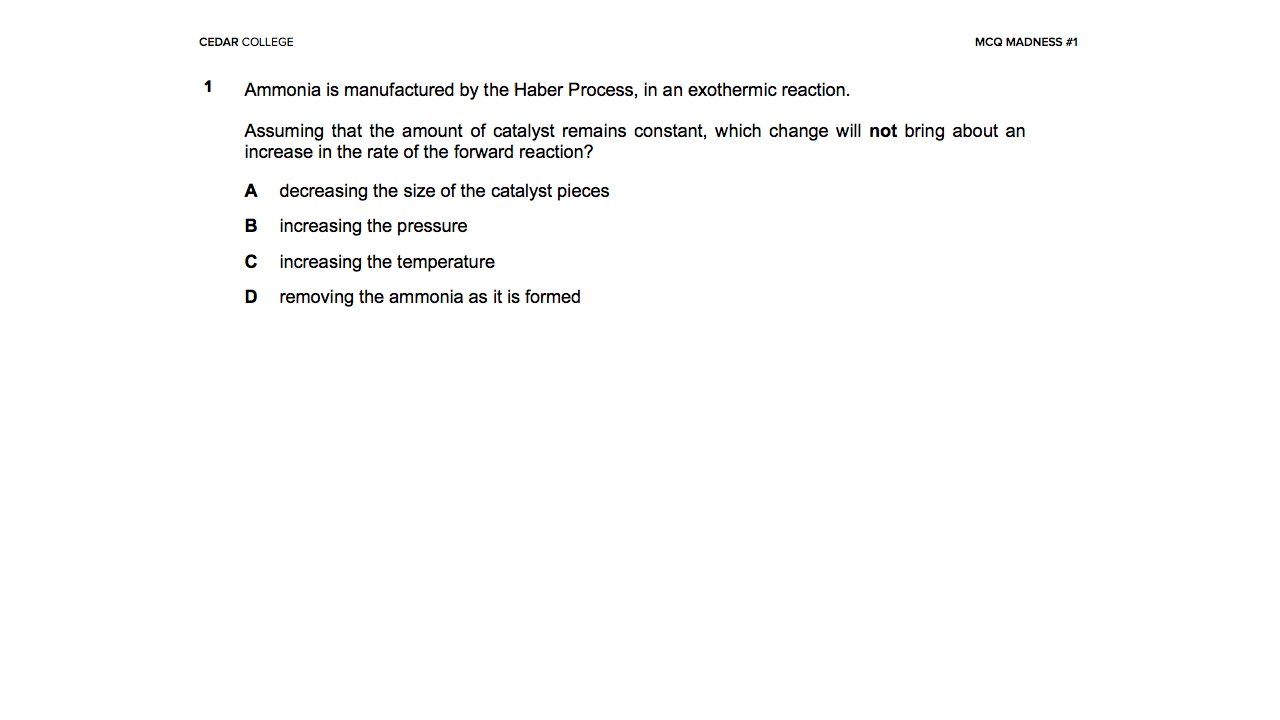 CEDAR COLLEGE MCQ MADNESS #1
1 Ammonia is manufactured by the Haber Process, in an exothermic reaction.
Assuming that the amount of catalyst remains constant, which change will not bring about an
increase in the rate of the forward reaction?
A decreasing the size of the catalyst pieces
B increasing the pressure
C increasing the temperature
D removing the ammonia as it is formed